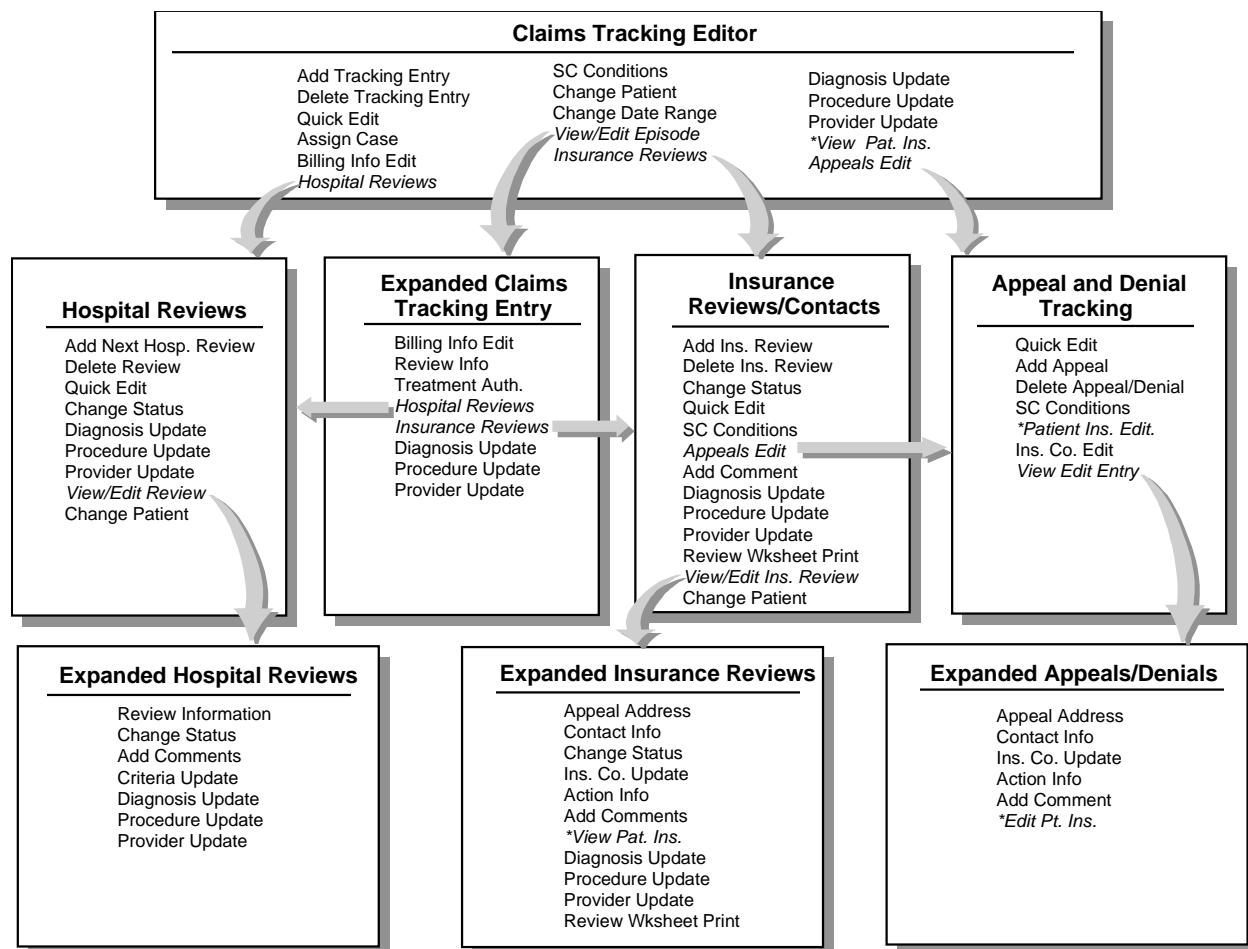 Claims Tracking Editor
Add Tracking Entry
Delete Tracking Entry
Quick Edit
Assign Case
Billing Info Edit
Hospital Reviews
SC Conditions
Change Patient
Change Date Range
View/Edit Episode
Insurance Reviews
Diagnosis Update
Procedure Update
Provider Update
*View Pat. Ins.
Appeals Edit
Hospital Reviews
Add Next Hosp. Review
Delete Review
Quick Edit
Change Status
Diagnosis Update
Procedure Update
Provider Update
View/Edit Review
Change Patient
Expanded Claims
Tracking Entry
Billing Info Edit
Review Info
Treatment Auth.
Hospital Reviews
Insurance Reviews
Diagnosis Update
Procedure Update
Provider Update
Insurance
Reviews/Contacts
Add Ins. Review
Delete Ins. Review
Change Status
Quick Edit
SC Conditions
Appeals Edit
Add Comment
Diagnosis Update
Procedure Update
Provider Update
Review Wksheet Print
View/Edit Ins. Review
Change Patient
Appeal and Denial
Tracking
Quick Edit
Add Appeal
Delete Appeal/Denial
SC Conditions
*Patient Ins. Edit.
Ins. Co. Edit
View Edit Entry
Expanded Hospital Reviews
Review Information
Change Status
Add Comments
Criteria Update
Diagnosis Update
Procedure Update
Provider Update
Expanded Insurance Reviews
Appeal Address
Contact Info
Change Status
Ins. Co. Update
Action Info
Add Comments
*View Pat. Ins.
Diagnosis Update
Procedure Update
Provider Update
Review Wksheet Print
Expanded Appeals/Denials
Appeal Address
Contact Info
Ins. Co. Update
Action Info
Add Comment
*Edit Pt. Ins.